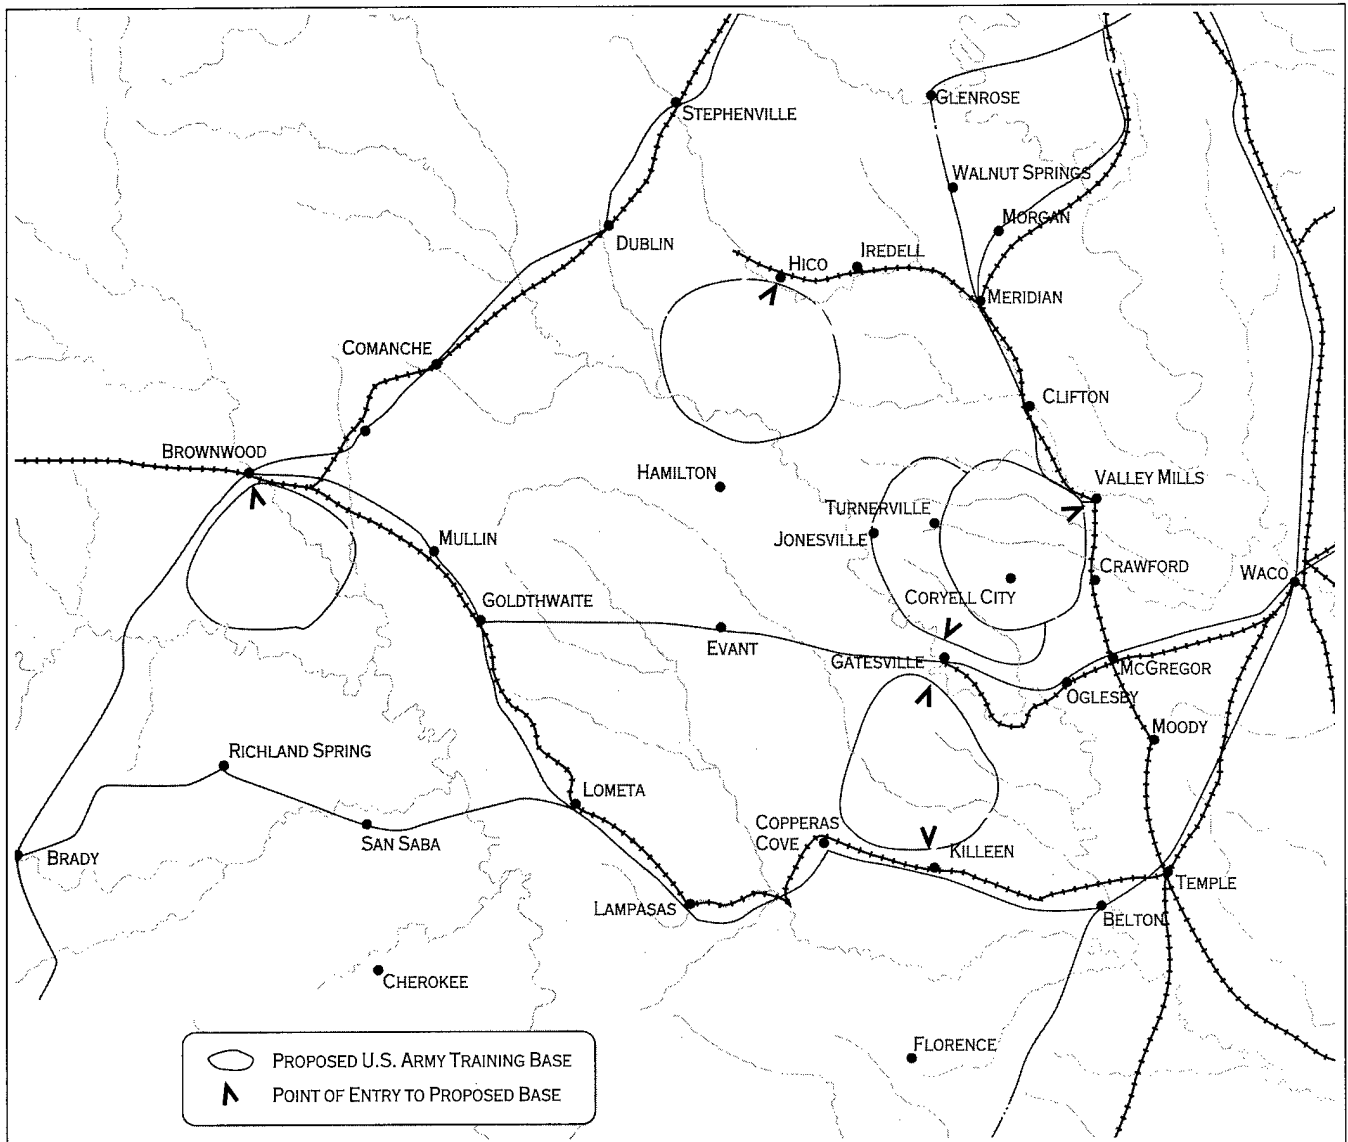 GLENROSE
STEPHENVILLE
WALNUT SPRINGS
MORGAN
DUBLIN
IREDELL
HICO
MERIDIAN
COMANCHE
CLIFTON
BROWNWOOD
HAMILTON
VALLEY MILLS
TURNERVILLE
JONESVILLE
MULLIN
CRAWFORD
WACO
CORYELL CITY
GOLDTHWAITE
EVANT
GATESVILLE
MCGREGOR
OGLESBY
MOODY
RICHLAND SPRING
LOMETA
COPPERAS
COVE
SAN SABA
KILLEEN
BRADY
TEMPLE
LAMPASAS
BELTON
CHEROKEE
FLORENCE
PROPOSED U.S. ARMY TRAINING BASE
POINT OF ENTRY TO PROPOSED BASE